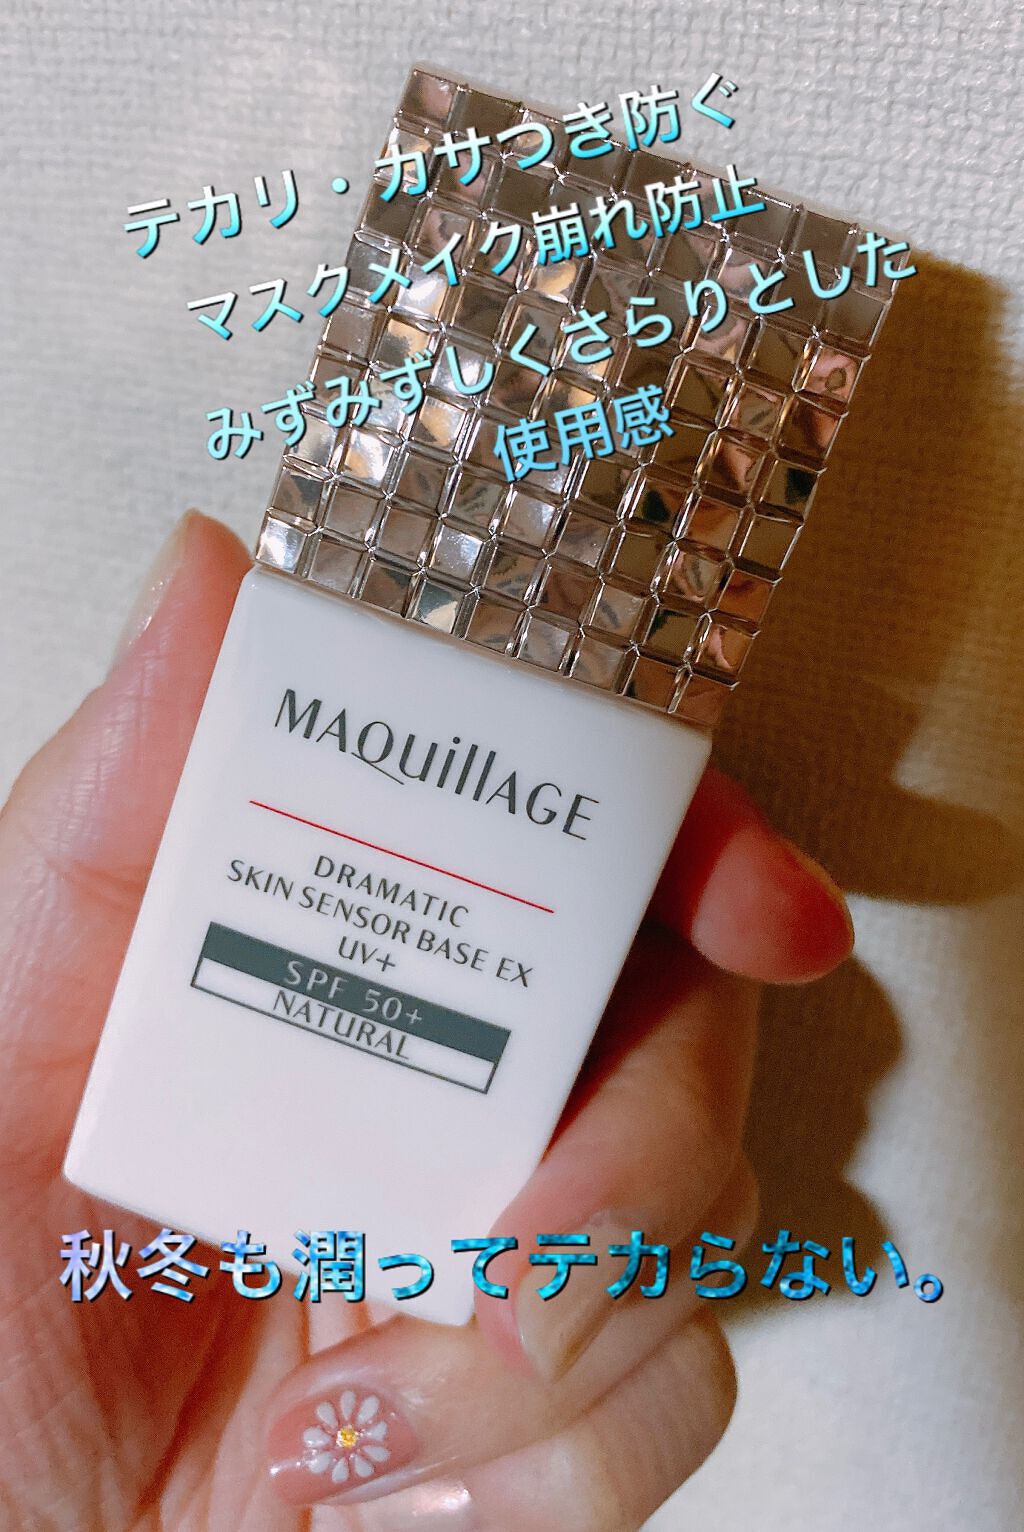 テカリ・カサつき防ぐ
マスクメイク崩れ防止
みずみずしくさらりとした
使用感
MAQuillAGE
DRAMATIC
SKIN SENSOR BASE EX
UV+
SPF 50+
NATURAL
秋冬も潤ってテカらない。